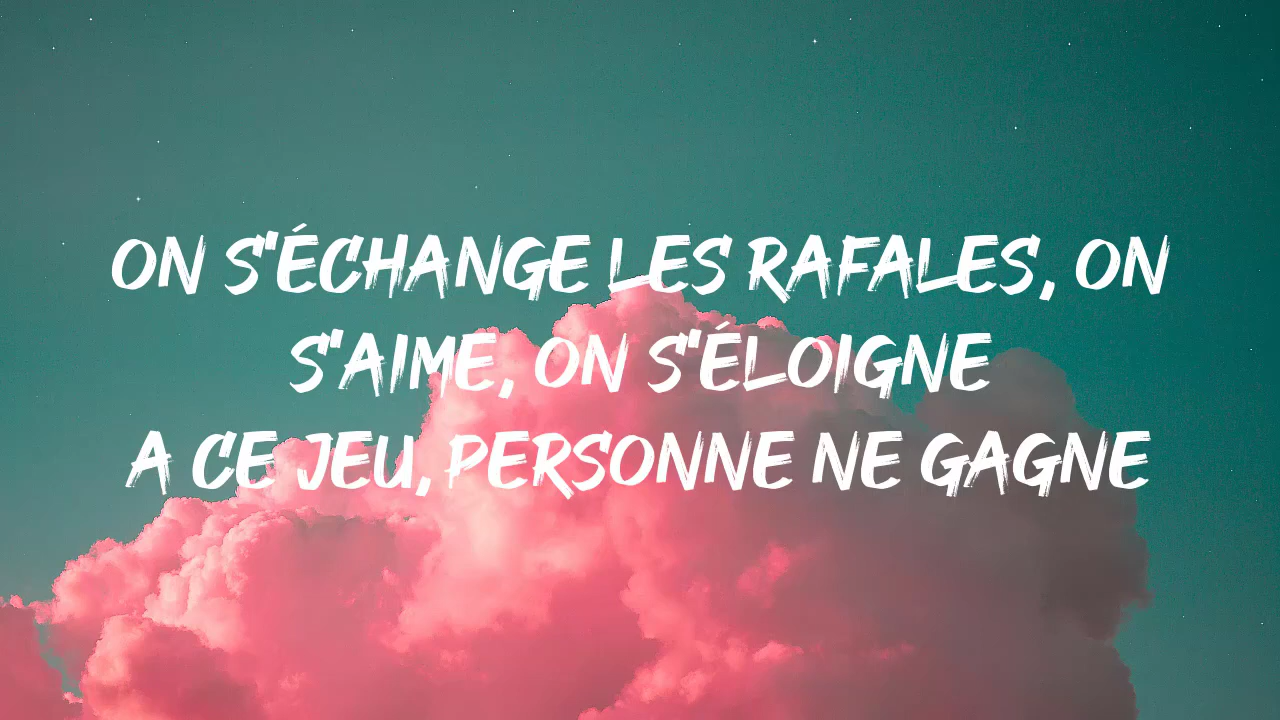 ON S'ÉCHANGE LES RAFALES, ON
S'AIME, ON S'ÉLOIGNE
A CE JEU, PERSONNE NE GAGNE